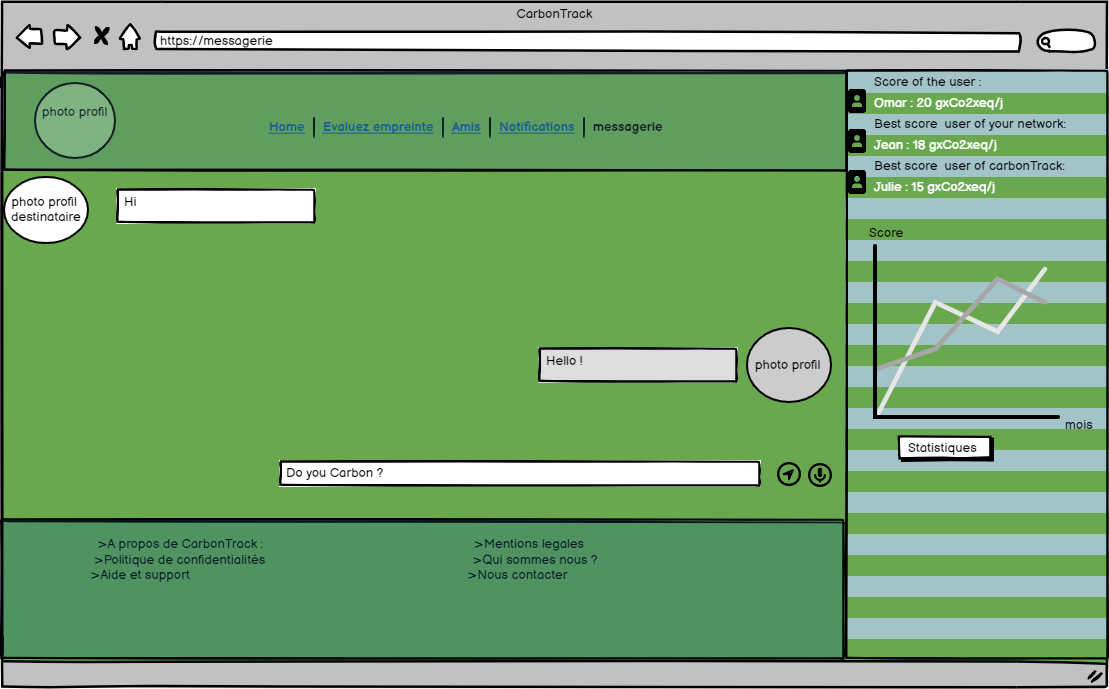 CarbonTrack
https://messagerie
photo profil
Home
Evaluez empreinte
Amis
Notifications
messagerie
Score of the user :
Omar : 20 gxCo2xeq/j
Best score user of your network:
Jean : 18 gxCo2xeq/j
Best score user of carbonTrack:
Julie : 15 gxCo2xeq/j
photo profil
destinataire
Hi
Score
mois
Statistiques
Hello !
photo profil
Do you Carbon ?
>A propos de CarbonTrack :
>Politique de confidentialités
>Aide et support
>Mentions legales
>Qui sommes nous ?
>Nous contacter